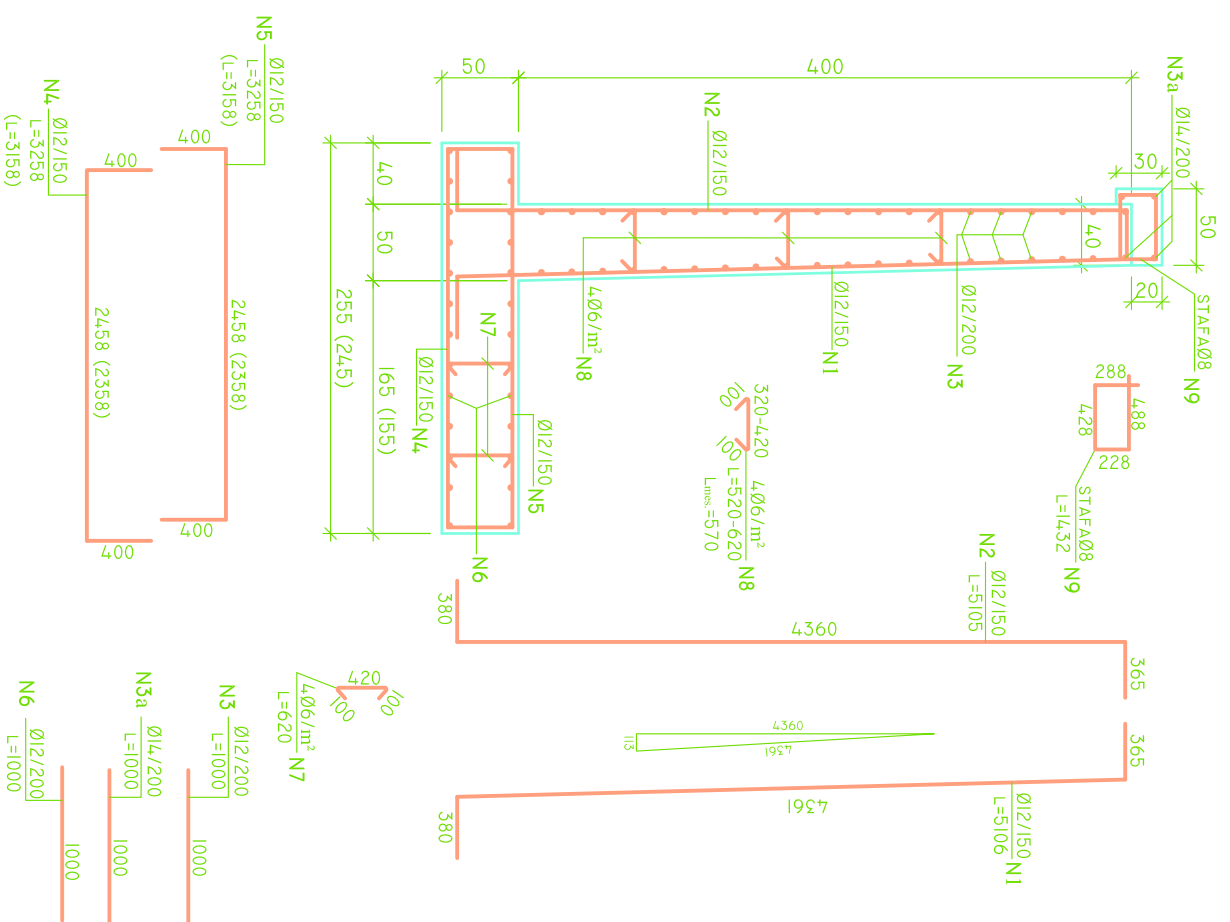 N5
Ø12/150
L=3258
(L=3158)
N4
Ø12/150
L=3258
(L=3158)
400
400
2458 (2358)
2458 (2358)
400
400
50
400
N3a
Ø14/200
30
50
N2
Ø12/150
40
50
165 (155)
255 (245)
40
20
STAFAØ8
N9
N8
4Ø6/m²
Ø12/150
N1
Ø12/200
N3
N7
Ø12/150
N4
Ø12/150
N5
N6
288
488
428
228
STAFAØ8
L=1432
N9
320-420
100
100
4Ø6/m²
L=520-620
Lmes.=570
N8
N2
Ø12/150
L=5105
380
4360
365
4360
4361
113
365
4361
380
Ø12/150
L=5106
N1
420
100
100
4Ø6/m²
L=620
N7
N3
Ø12/200
L=1000
1000
N3a
Ø14/200
L=1000
1000
N6
Ø12/200
L=1000
1000